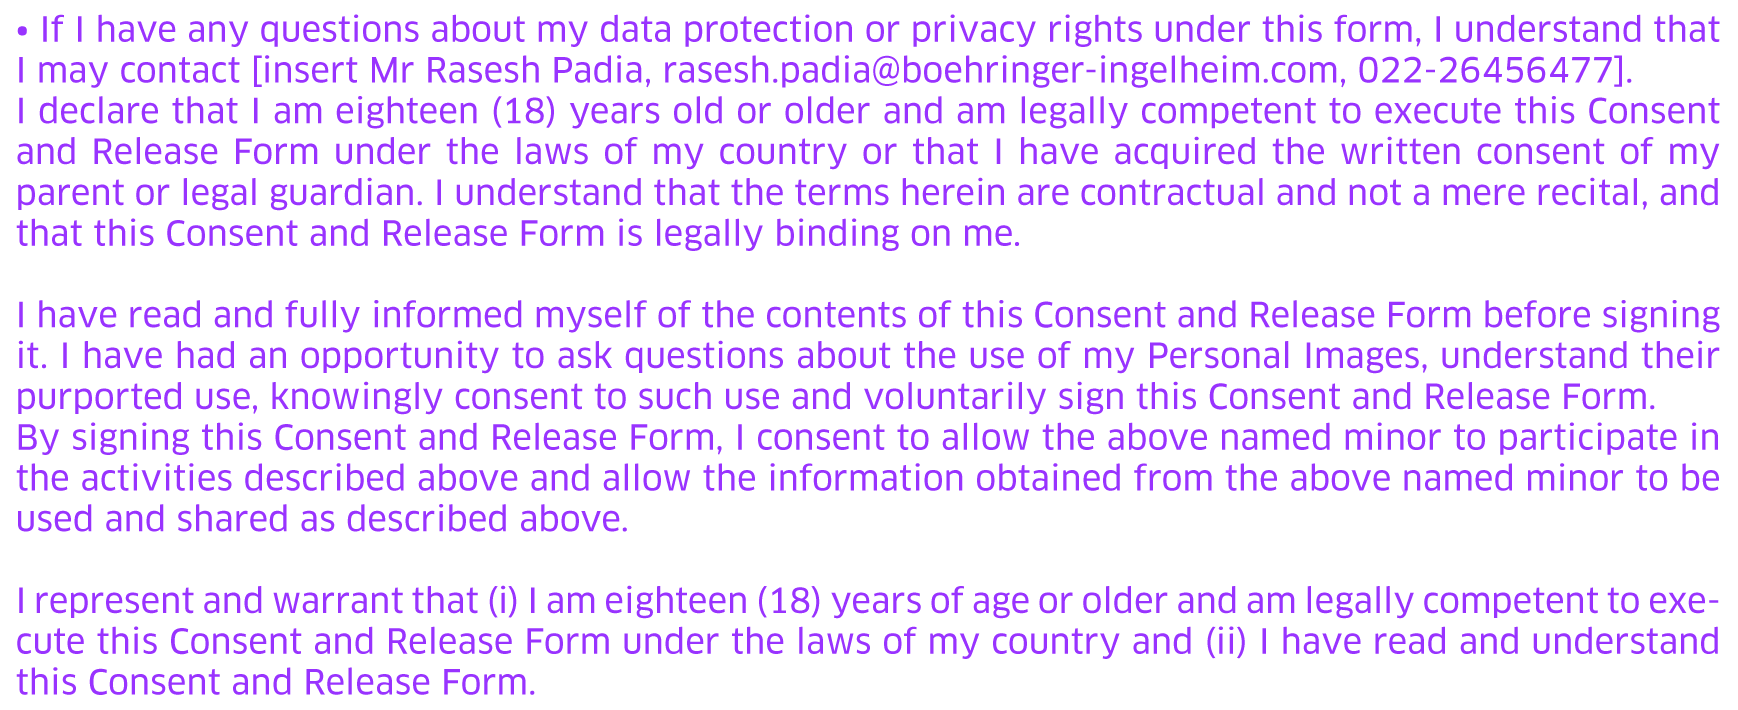 • If I have any questions about my data protection or privacy rights under this form, I understand that
I may contact [insert Mr Rasesh Padia, rasesh.padia@boehringer-ingelheim.com, 022-26456477].
I declare that I am eighteen (18) years old or older and am legally competent to execute this Consent
and Release Form under the laws of my country or that I have acquired the written consent of my
parent or legal guardian. I understand that the terms herein are contractual and not a mere recital, and
that this Consent and Release Form is legally binding on me.

I have read and fully informed myself of the contents of this Consent and Release Form before signing
it. I have had an opportunity to ask questions about the use of my Personal Images, understand their
purported use, knowingly consent to such use and voluntarily sign this Consent and Release Form.
By signing this Consent and Release Form, I consent to allow the above named minor to participate in
the activities described above and allow the information obtained from the above named minor to be
used and shared as described above.

I represent and warrant that (i) I am eighteen (18) years of age or older and am legally competent to exe-
cute this Consent and Release Form under the laws of my country and (ii) I have read and understand
this Consent and Release Form.